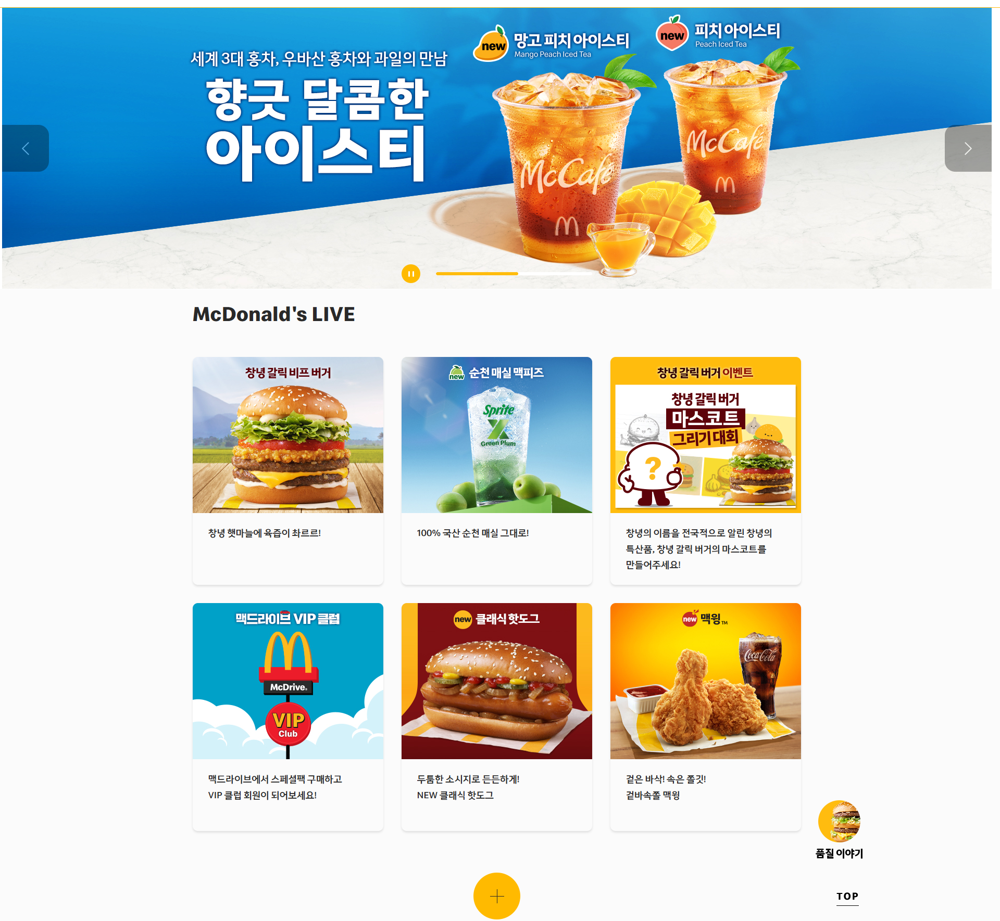 세계 3대 홍차, 우바산 홍차와 과일의 만남
향긋 달콤한
아이스티
new 망고 피치 아이스티
Mango Peach Iced Tea
new 피치 아이스티
Peach Iced Tea
McCafé
McCafé
McDonald's LIVE
창녕 갈릭 비프 버거
창녕 햇마늘에 육즙이 촤르르!
new 순천 매실 맥피즈
Sprite
X
Green Plum
100% 국산 순천 매실 그대로!
창녕 갈릭 버거 이벤트
창녕 갈릭 버거
마스코트
그리기 대회
?
창녕의 이름을 전국적으로 알린 창녕의
특산품, 창녕 갈릭 버거의 마스코트를
만들어주세요!
맥드라이브 VIP 클럽
McDrive®
VIP
Club
맥드라이브에서 스페셜팩 구매하고
VIP 클럽 회원이 되어보세요!
new 클래식 핫도그
두툼한 소시지로 든든하게!
NEW 클래식 핫도그
new 맥윙™
Coca-Cola
겉은 바삭! 속은 쫄깃!
겉바속쫄 맥윙
품질 이야기
TOP